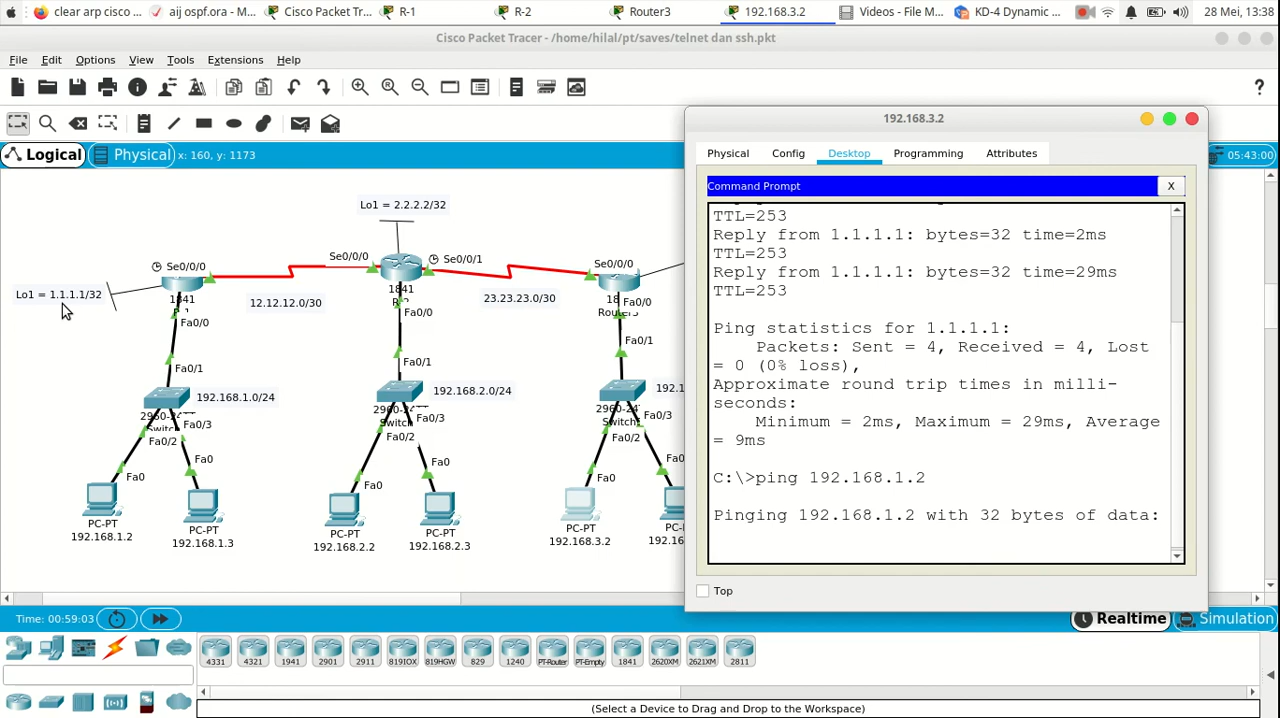 clear arp cisco ...
aij ospf.ora - M...
Cisco Packet Tr...
R-1
R-2
Router3
192.168.3.2
Videos - File M...
KD-4 Dynamic ...
28 Mei, 13:38
Cisco Packet Tracer - /home/hilal/pt/saves/telnet dan ssh.pkt
File Edit Options View Tools Extensions Help
?
Logical
Physical
x: 160, y: 1173
05:43:00
Lo1 = 2.2.2.2/32
Se0/0/0
Se0/0/0
Se0/0/1
Se0/0/0
Lo1 = 1.1.1.1/32
1841
12.12.12.0/30
1841
23.23.23.0/30
Fa0/0
Fa0/0
Fa0/0
Router3
Fa0/1
Fa0/1
Fa0/1
192.168.1.0/24
192.168.2.0/24
192.1
Fa0/3
Fa0/3
Fa0/3
Fa0/2
Fa0/2
Fa0/2
Fa0
Fa0
Fa0
Fa0
Fa0
Fa0
PC-PT
192.168.1.2
PC-PT
192.168.1.3
PC-PT
192.168.2.2
PC-PT
192.168.2.3
PC-PT
192.168.3.2
PC-P
192.16
192.168.3.2
Physical Config Desktop Programming Attributes
Command Prompt
X
TTL=253
Reply from 1.1.1.1: bytes=32 time=2ms
TTL=253
Reply from 1.1.1.1: bytes=32 time=29ms
TTL=253
Ping statistics for 1.1.1.1:
Packets: Sent = 4, Received = 4, Lost
= 0 (0% loss),
Approximate round trip times in milli-
seconds:
Minimum = 2ms, Maximum = 29ms, Average
= 9ms
C:\>ping 192.168.1.2
Pinging 192.168.1.2 with 32 bytes of data:
Top
Time: 00:59:03
Realtime
Simulation
4331 4321 1941 2901 2911 819IOX 819HGW 829 1240 PT-Router PT-Empty 1841 2620XM 2621XM 2811
(Select a Device to Drag and Drop to the Workspace)